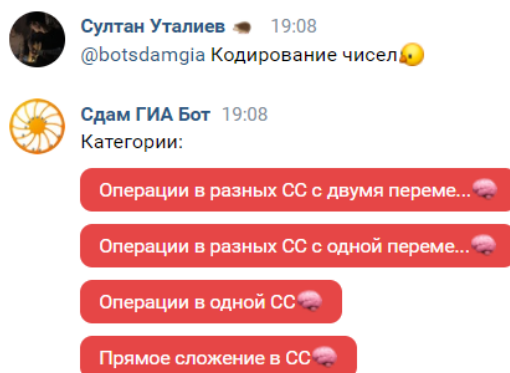 Султан Уталиев 19:08
@botsdamgia Кодирование чисел
Сдам ГИА Бот 19:08
Категории:
Операции в разных СС с двумя переме...
Операции в разных СС с одной переме...
Операции в одной СС
Прямое сложение в СС